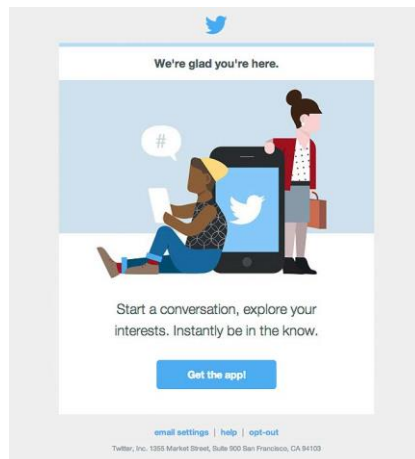 We're glad you're here.
#
Start a conversation, explore your
interests. Instantly be in the know.
Get the app!
email settings | help | opt-out
Twitter, Inc. 1355 Market Street, Suite 900 San Francisco, CA 94103